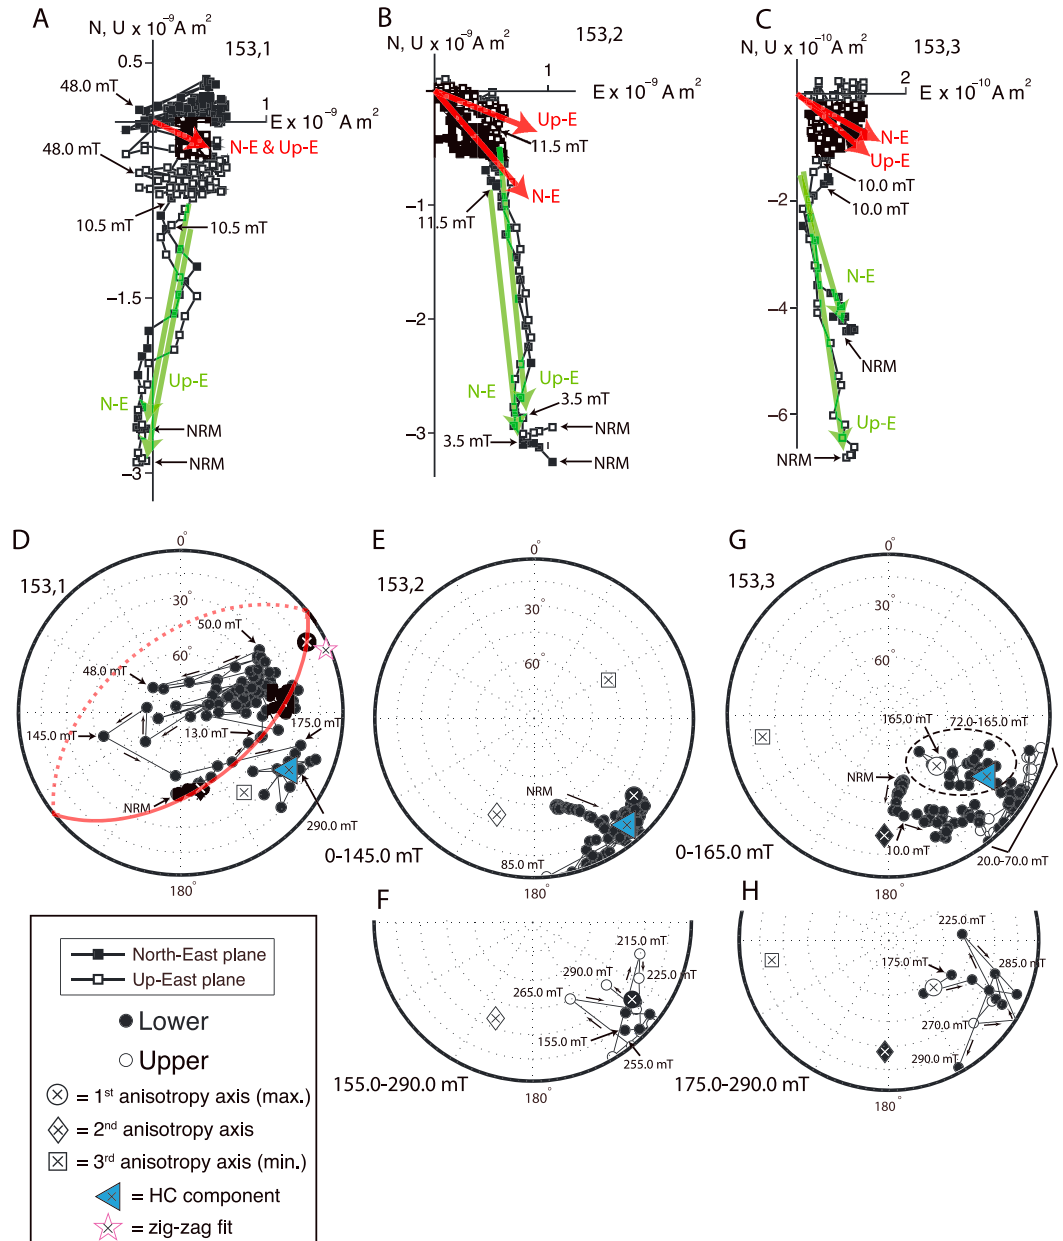 A
N, U x 10⁻⁹ A m²
153,1
0.5
48.0 mT
1
E x 10⁻⁹ A m²
N-E & Up-E
48.0 mT
10.5 mT
10.5 mT
−1.5
Up-E
N-E
NRM
NRM
−3
B
N, U x 10⁻⁹ A m²
153,2
1
E x 10⁻⁹ A m²
Up-E
11.5 mT
N-E
−1
11.5 mT
−2
Up-E
N-E
3.5 mT
NRM
−3
3.5 mT
NRM
C
N, U x 10⁻¹⁰ A m²
153,3
2
E x 10⁻¹⁰ A m²
N-E
Up-E
10.0 mT
10.0 mT
−2
N-E
−4
NRM
−6
Up-E
NRM
D
153,1
0°
30°
50.0 mT
60°
48.0 mT
145.0 mT
13.0 mT
175.0 mT
NRM
290.0 mT
180°
E
153,2
0°
30°
60°
NRM
85.0 mT
0-145.0 mT
180°
G
153,3
0°
30°
60°
165.0 mT
72.0-165.0 mT
NRM
10.0 mT
20.0-70.0 mT
0-165.0 mT
180°
F
215.0 mT
290.0 mT
225.0 mT
265.0 mT
155.0 mT
255.0 mT
155.0-290.0 mT
180°
H
225.0 mT
175.0 mT
285.0 mT
270.0 mT
290.0 mT
175.0-290.0 mT
180°
North-East plane
Up-East plane
Lower
Upper
= 1st anisotropy axis (max.)
= 2nd anisotropy axis
= 3rd anisotropy axis (min.)
= HC component
= zig-zag fit